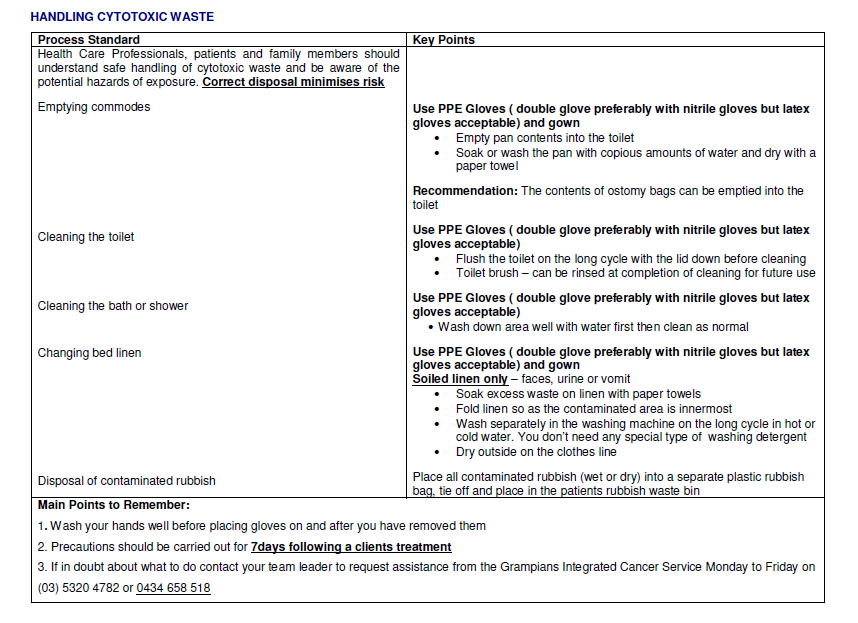 HANDLING CYTOTOXIC WASTE
Process Standard
Key Points
Health Care Professionals, patients and family members should
understand safe handling of cytotoxic waste and be aware of the
potential hazards of exposure. Correct disposal minimises risk
Emptying commodes
Use PPE Gloves ( double glove preferably with nitrile gloves but latex
gloves acceptable) and gown
• Empty pan contents into the toilet
• Soak or wash the pan with copious amounts of water and dry with a
paper towel
Recommendation: The contents of ostomy bags can be emptied into the
toilet
Cleaning the toilet
Use PPE Gloves ( double glove preferably with nitrile gloves but latex
gloves acceptable)
• Flush the toilet on the long cycle with the lid down before cleaning
• Toilet brush – can be rinsed at completion of cleaning for future use
Cleaning the bath or shower
Use PPE Gloves ( double glove preferably with nitrile gloves but latex
gloves acceptable)
• Wash down area well with water first then clean as normal
Changing bed linen
Use PPE Gloves ( double glove preferably with nitrile gloves but latex
gloves acceptable) and gown
Soiled linen only – faces, urine or vomit
• Soak excess waste on linen with paper towels
• Fold linen so as the contaminated area is innermost
• Wash separately in the washing machine on the long cycle in hot or
cold water. You don't need any special type of washing detergent
• Dry outside on the clothes line
Disposal of contaminated rubbish
Place all contaminated rubbish (wet or dry) into a separate plastic rubbish
bag, tie off and place in the patients rubbish waste bin
Main Points to Remember:
1. Wash your hands well before placing gloves on and after you have removed them
2. Precautions should be carried out for 7days following a clients treatment
3. If in doubt about what to do contact your team leader to request assistance from the Grampians Integrated Cancer Service Monday to Friday on
(03) 5320 4782 or 0434 658 518